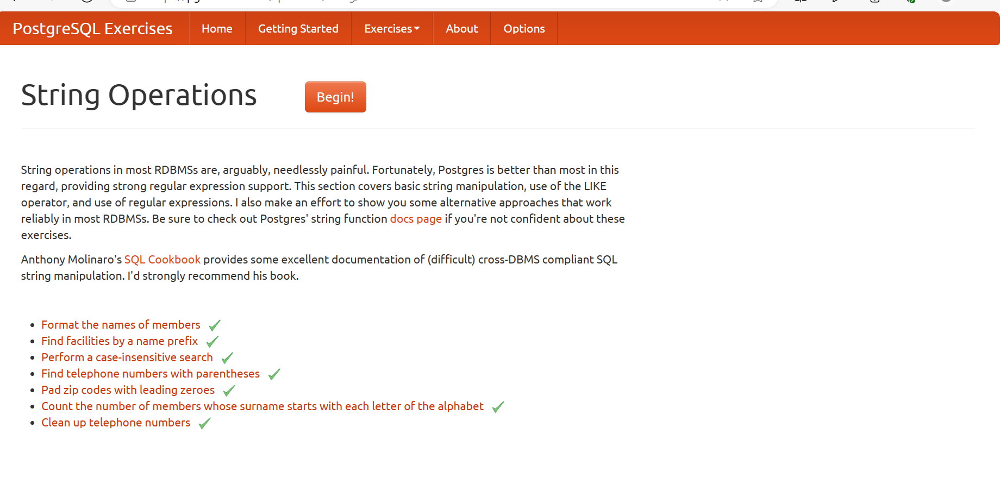 PostgreSQL Exercises Home Getting Started Exercises About Options
String Operations Begin!
String operations in most RDBMSs are, arguably, needlessly painful. Fortunately, Postgres is better than most in this
regard, providing strong regular expression support. This section covers basic string manipulation, use of the LIKE
operator, and use of regular expressions. I also make an effort to show you some alternative approaches that work
reliably in most RDBMSs. Be sure to check out Postgres' string function docs page if you're not confident about these
exercises.
Anthony Molinaro's SQL Cookbook provides some excellent documentation of (difficult) cross-DBMS compliant SQL
string manipulation. I'd strongly recommend his book.
Format the names of members
Find facilities by a name prefix
Perform a case-insensitive search
Find telephone numbers with parentheses
Pad zip codes with leading zeroes
Count the number of members whose surname starts with each letter of the alphabet
Clean up telephone numbers